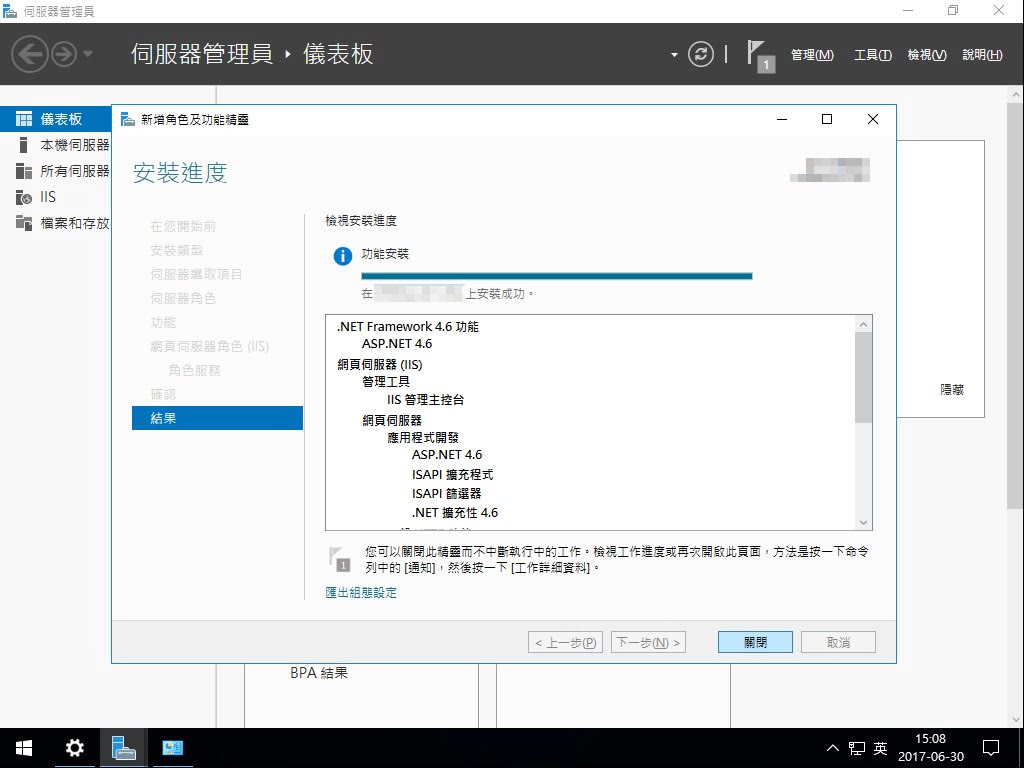 伺服器管理員
伺服器管理員 ‣ 儀表板
1
管理(M)
工具(T)
檢視(V)
說明(H)
儀表板
本機伺服器
所有伺服器
IIS
檔案和存放
新增角色及功能精靈
安裝進度
在您開始前
安裝類型
伺服器選取項目
伺服器角色
功能
網頁伺服器角色 (IIS)
角色服務
確認
結果
檢視安裝進度
功能安裝
在 上安裝成功。
.NET Framework 4.6 功能
ASP.NET 4.6
網頁伺服器 (IIS)
管理工具
IIS 管理主控台
網頁伺服器
應用程式開發
ASP.NET 4.6
ISAPI 擴充程式
ISAPI 篩選器
.NET 擴充性 4.6
1
您可以關閉此精靈而不中斷執行中的工作。檢視工作進度或再次開啟此頁面，方法是按一下命令
列中的 [通知]，然後按一下 [工作詳細資料]。
匯出組態設定
< 上一步(P)
下一步(N) >
關閉
取消
隱藏
BPA 結果
英
15:08
2017-06-30